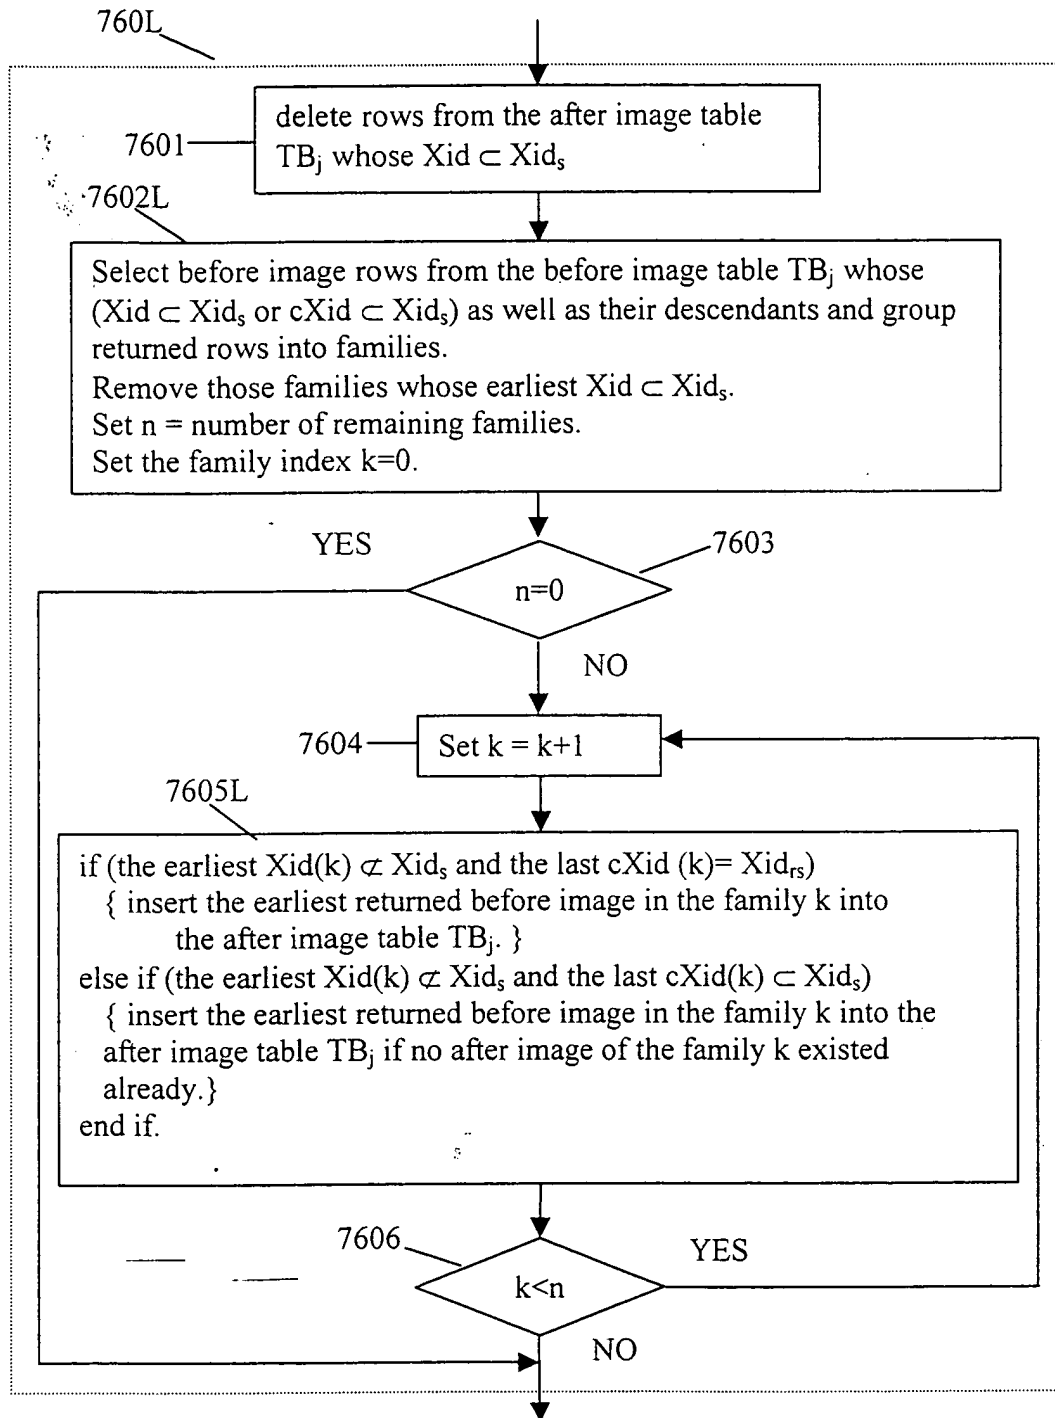 760L
7601
delete rows from the after image table
TBj whose Xid ⊂ Xids
7602L
Select before image rows from the before image table TBj whose
(Xid ⊂ Xids or cXid ⊂ Xids) as well as their descendants and group
returned rows into families.
Remove those families whose earliest Xid ⊂ Xids.
Set n = number of remaining families.
Set the family index k=0.
YES
7603
n=0
NO
7604
Set k = k+1
7605L
if (the earliest Xid(k) ⊄ Xids and the last cXid (k)= Xidrs)
{ insert the earliest returned before image in the family k into
the after image table TBj. }
else if (the earliest Xid(k) ⊄ Xids and the last cXid(k) ⊂ Xids)
{ insert the earliest returned before image in the family k into the
after image table TBj if no after image of the family k existed
already.}
end if.
7606
YES
k<n
NO